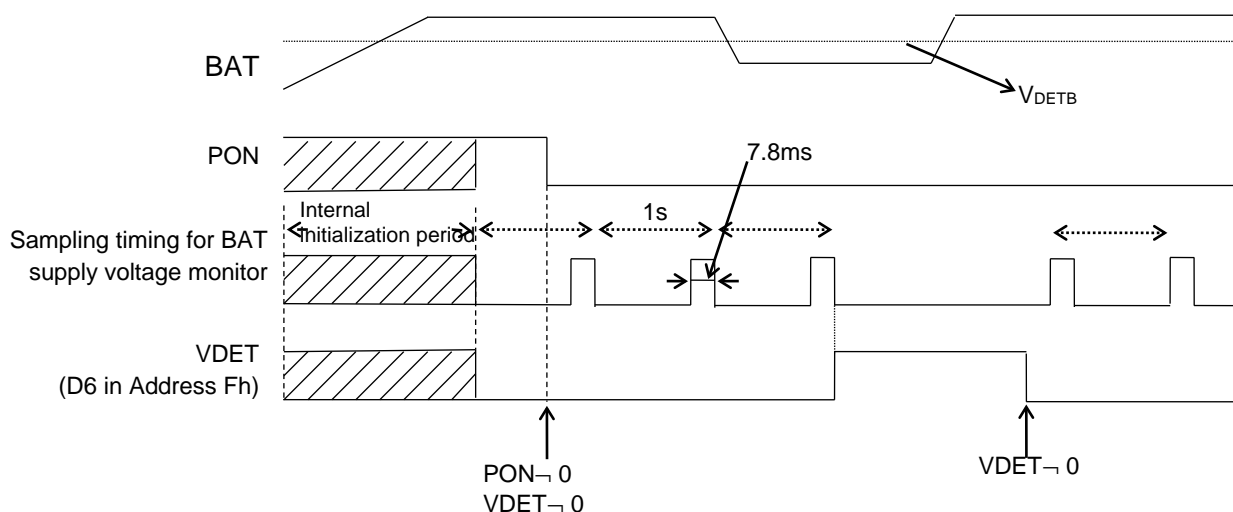 BAT
VDETB
PON
7.8ms
Internal
initialization period
1s
Sampling timing for BAT
supply voltage monitor
VDET
(D6 in Address Fh)
PON¬ 0
VDET¬ 0
VDET¬ 0